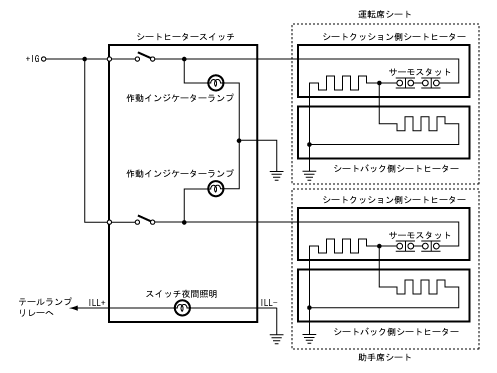 運転席シート
シートヒータースイッチ
シートクッション側シートヒーター
+IG
サーモスタット
作動インジケーターランプ
シートバック側シートヒーター
作動インジケーターランプ
シートクッション側シートヒーター
サーモスタット
スイッチ夜間照明
テールランプ
リレーへ
ILL+
ILL−
シートバック側シートヒーター
助手席シート